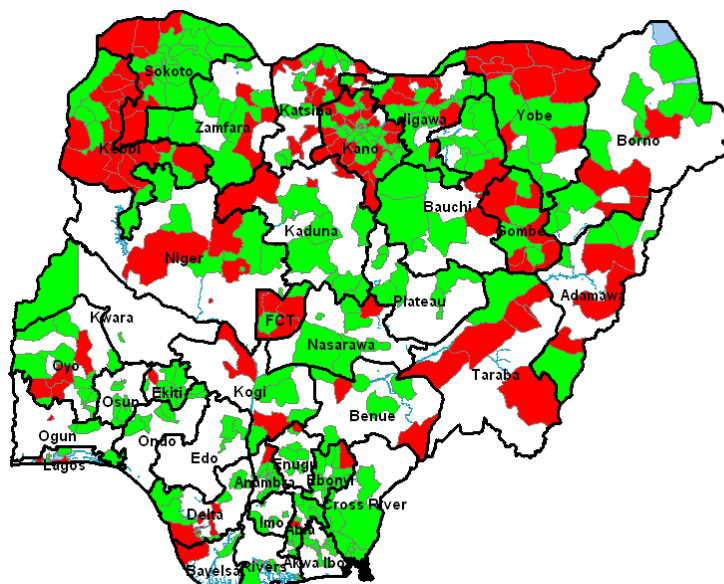 Sokoto
Katsina
Zamfara
Jigawa
Yobe
Kebbi
Kano
Borno
Bauchi
Kaduna
Gombe
Niger
Adamawa
Plateau
Kwara
FCT
Nasarawa
Oyo
Taraba
Kogi
Ekiti
Osun
Benue
Ogun
Ondo
Edo
Lagos
Enugu
Anambra
Ebonyi
Cross River
Delta
Imo
Abia
Bayelsa
Rivers
Akwa Ibo